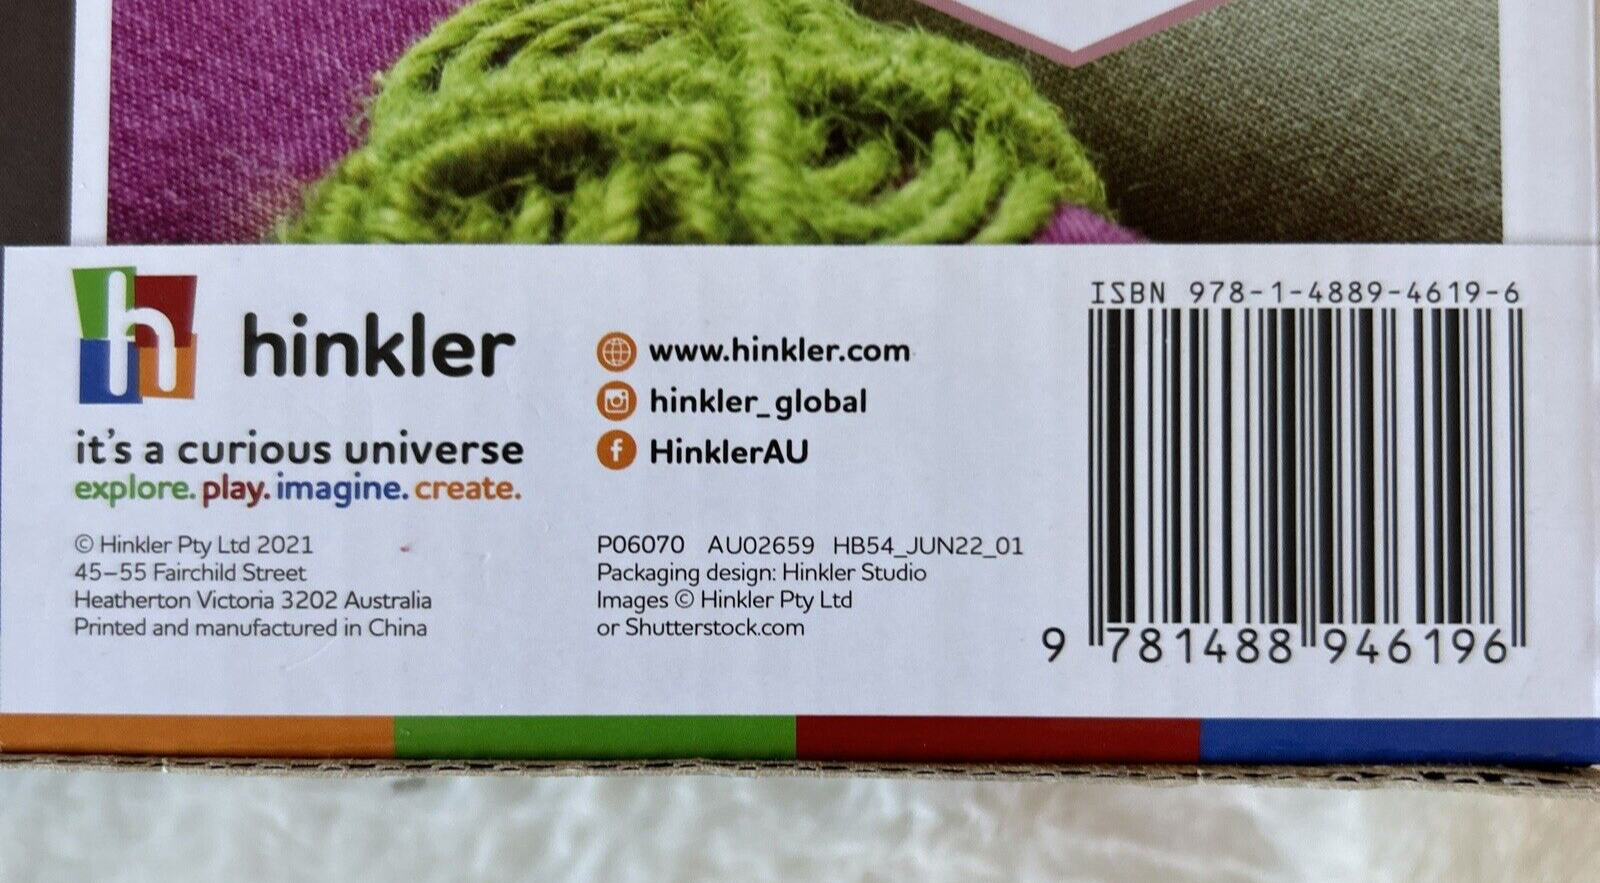 h
hinkler
it's a curious universe
explore. play. imagine. create.
© Hinkler Pty Ltd 2021
45–55 Fairchild Street
Heatherton Victoria 3202 Australia
Printed and manufactured in China
www.hinkler.com
hinkler_global
f HinklerAU
P06070 AU02659 HB54_JUN22_01
Packaging design: Hinkler Studio
Images © Hinkler Pty Ltd
or Shutterstock.com
ISBN 978-1-4889-4619-6
9 781488 946196